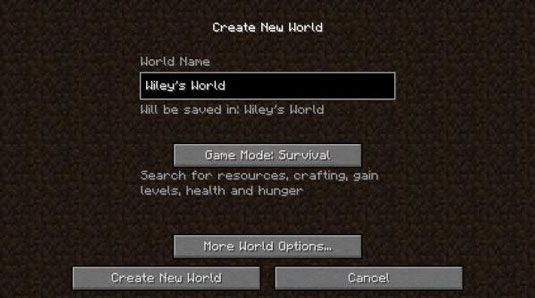 Create New World
World Name
Wiley's World
Will be saved in: Wiley's World
Game Mode: Survival
Search for resources, crafting, gain
levels, health and hunger
More World Options...
Create New World
Cancel